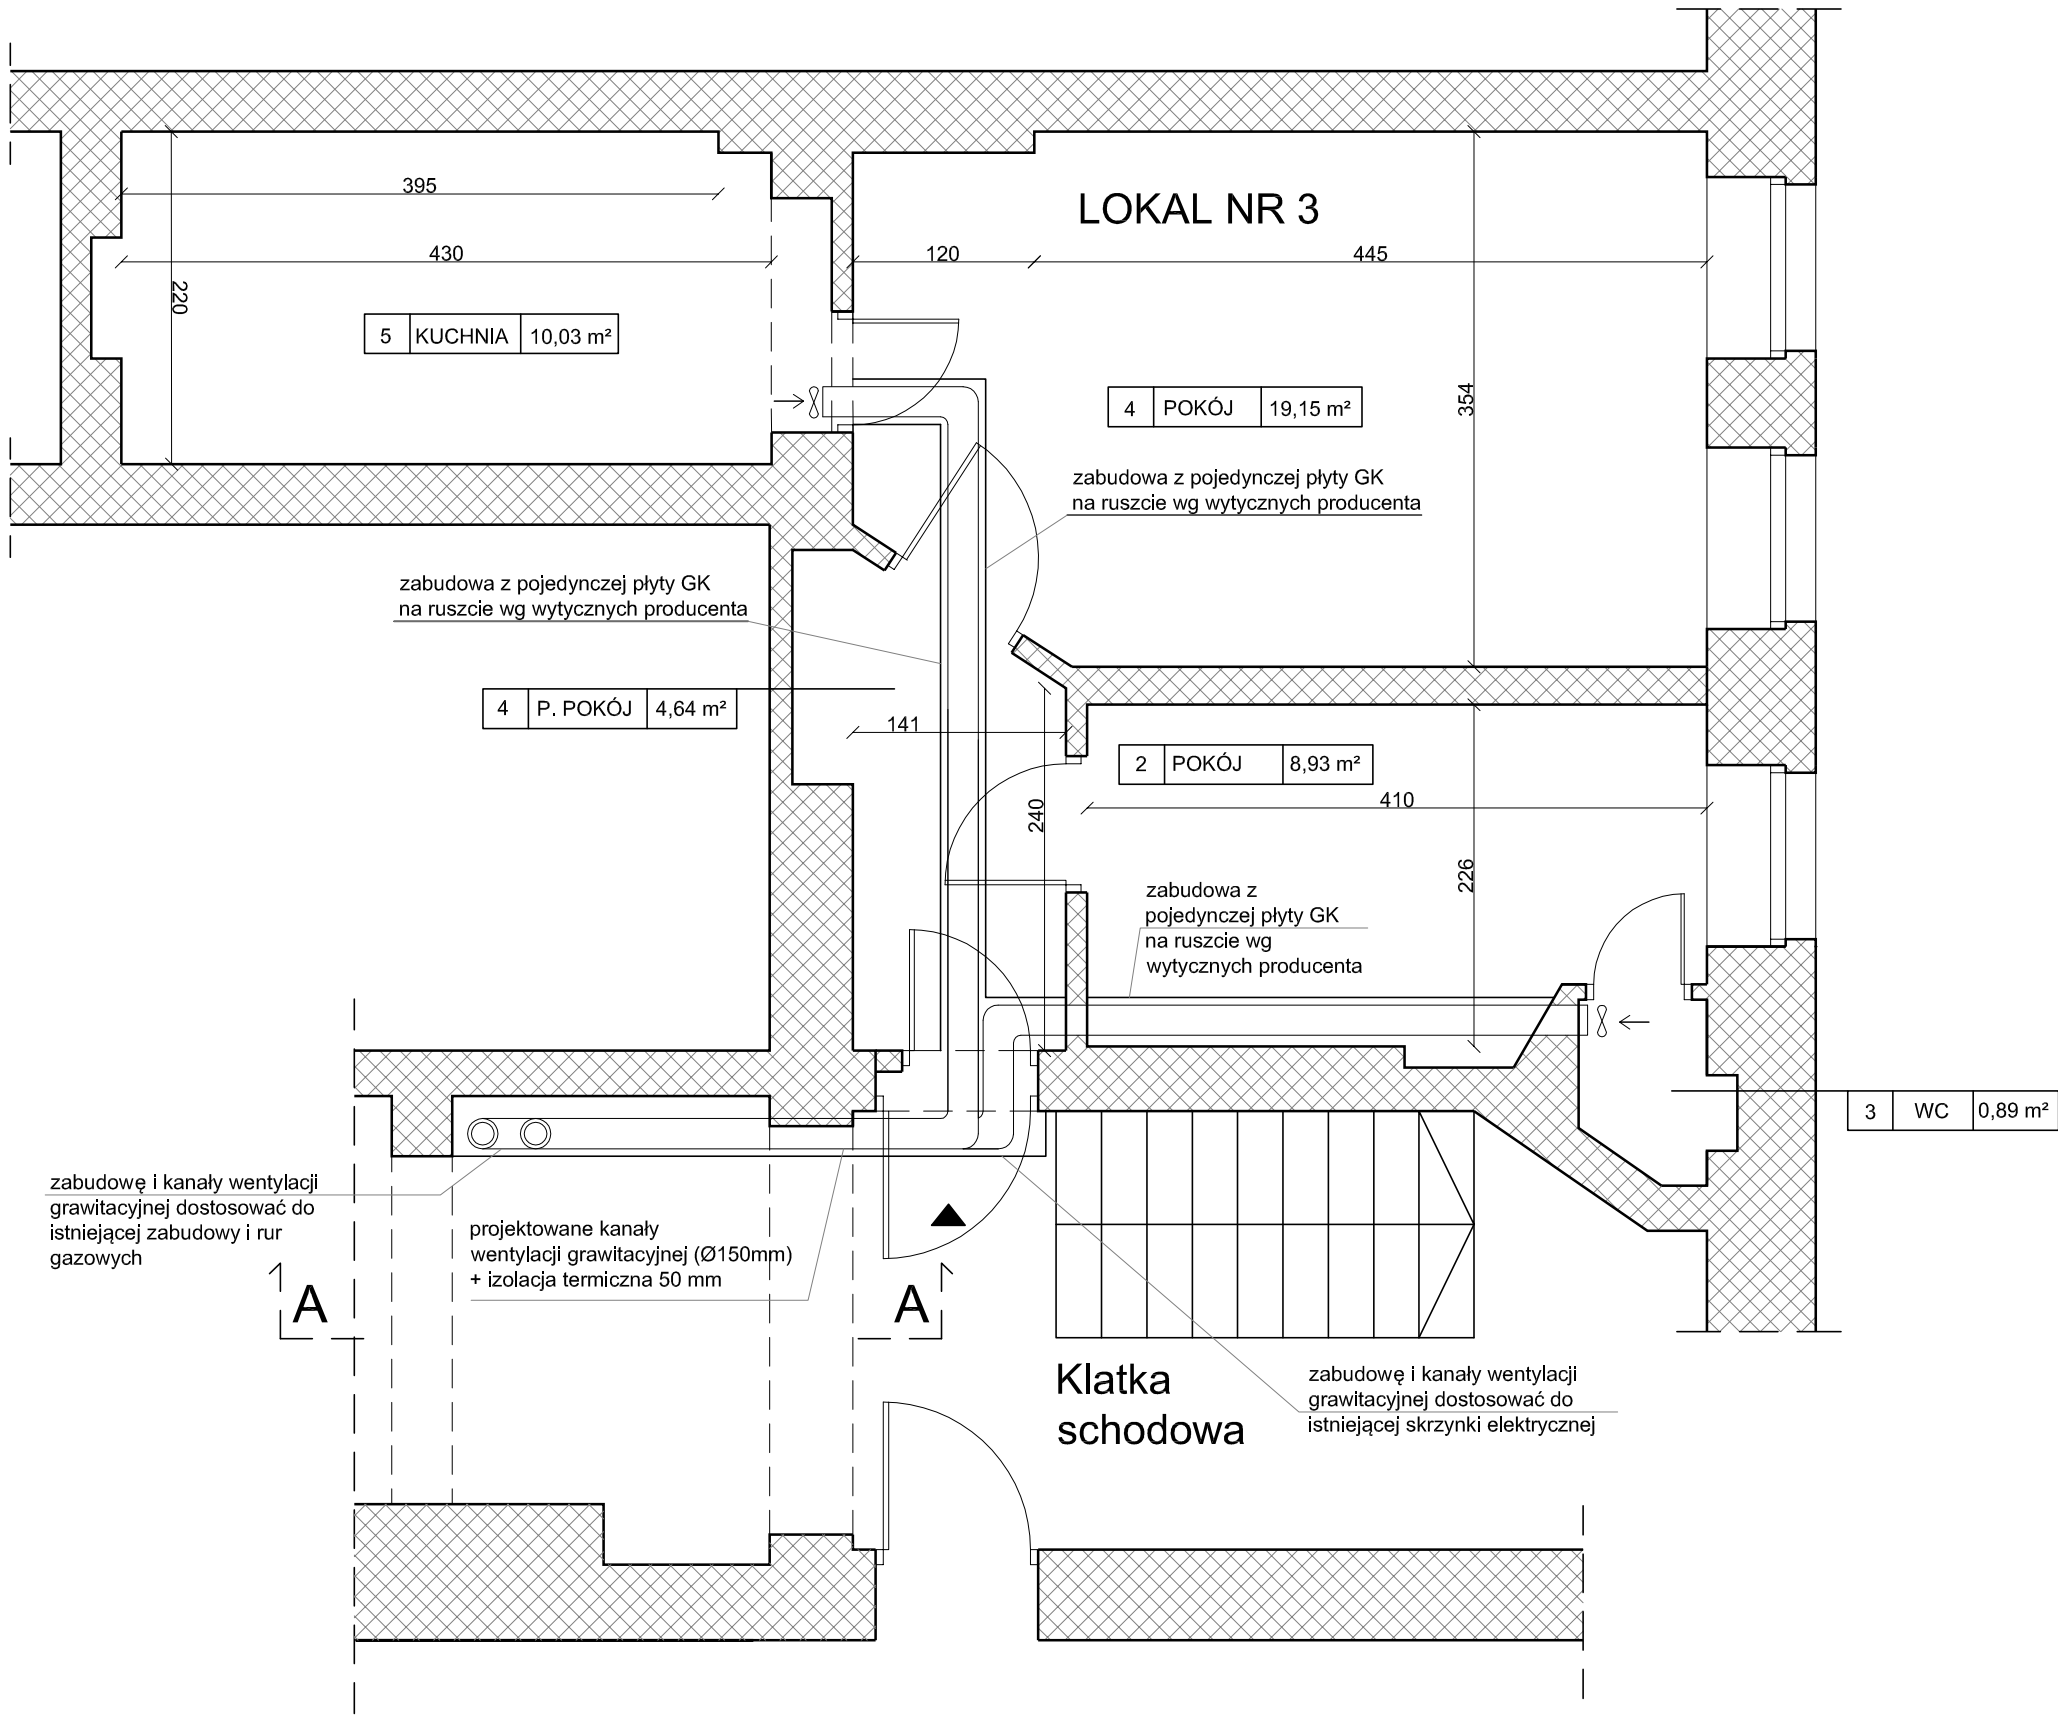 395
LOKAL NR 3
430
120
445
220
5 KUCHNIA 10,03 m²
354
4 POKÓJ 19,15 m²
zabudowa z pojedynczej płyty GK
na ruszcie wg wytycznych producenta
zabudowa z pojedynczej płyty GK
na ruszcie wg wytycznych producenta
4 P. POKÓJ 4,64 m²
141
2 POKÓJ 8,93 m²
240
410
226
zabudowa z
pojedynczej płyty GK
na ruszcie wg
wytycznych producenta
3 WC 0,89 m²
zabudowę i kanały wentylacji
grawitacyjnej dostosować do
istniejącej zabudowy i rur
gazowych
projektowane kanały
wentylacji grawitacyjnej (Ø150mm)
+ izolacja termiczna 50 mm
A
A
Klatka
schodowa
zabudowę i kanały wentylacji
grawitacyjnej dostosować do
istniejącej skrzynki elektrycznej